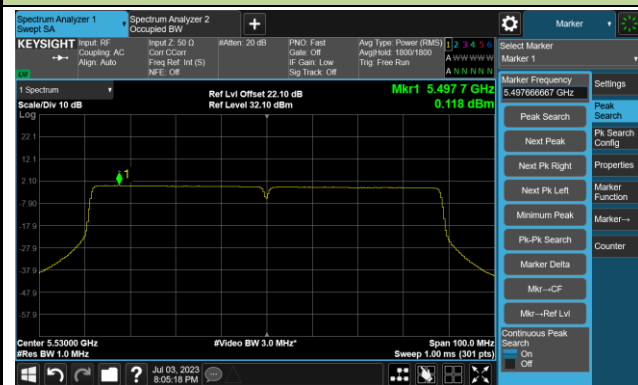 Spectrum Analyzer 1
Swept SA
Spectrum Analyzer 2
Occupied BW
+
Marker
KEYSIGHT
Input: RF
Coupling: AC
Align: Auto
Input Z: 50 Ω
Corr CCorr
Freq Ref: Int (S)
NFE: Off
#Atten: 20 dB
PNO: Fast
Gate: Off
IF Gain: Low
Sig Track: Off
Avg Type: Power (RMS)
Avg|Hold: 1800/1800
Trig: Free Run
1 2 3 4 5 6
A W W W W W
A N N N N N
Select Marker
Marker 1
1 Spectrum
Scale/Div 10 dB
Log
Ref Lvl Offset 22.10 dB
Ref Level 32.10 dBm
Mkr1 5.497 7 GHz
0.118 dBm
22.1
12.1
2.10
-7.90
-17.9
-27.9
-37.9
-47.9
-57.9
1
Center 5.53000 GHz
#Res BW 1.0 MHz
#Video BW 3.0 MHz*
Span 100.0 MHz
Sweep 1.00 ms (301 pts)
Marker Frequency
5.497666667 GHz
Peak Search
Next Peak
Next Pk Right
Next Pk Left
Minimum Peak
Pk-Pk Search
Marker Delta
Mkr→CF
Mkr→Ref Lvl
Continuous Peak
Search
On
Off
Settings
Peak
Search
Pk Search
Config
Properties
Marker
Function
Marker→
Counter
?
Jul 03, 2023
8:05:18 PM